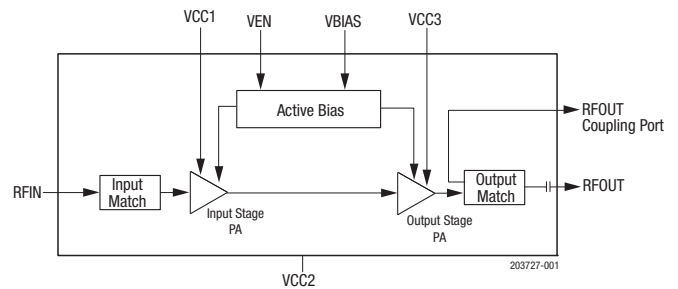 VCC1
VEN
VBIAS
VCC3
Active Bias
RFOUT
Coupling Port
RFIN
Input
Match
Input Stage
PA
Output Stage
PA
Output
Match
RFOUT
203727-001
VCC2